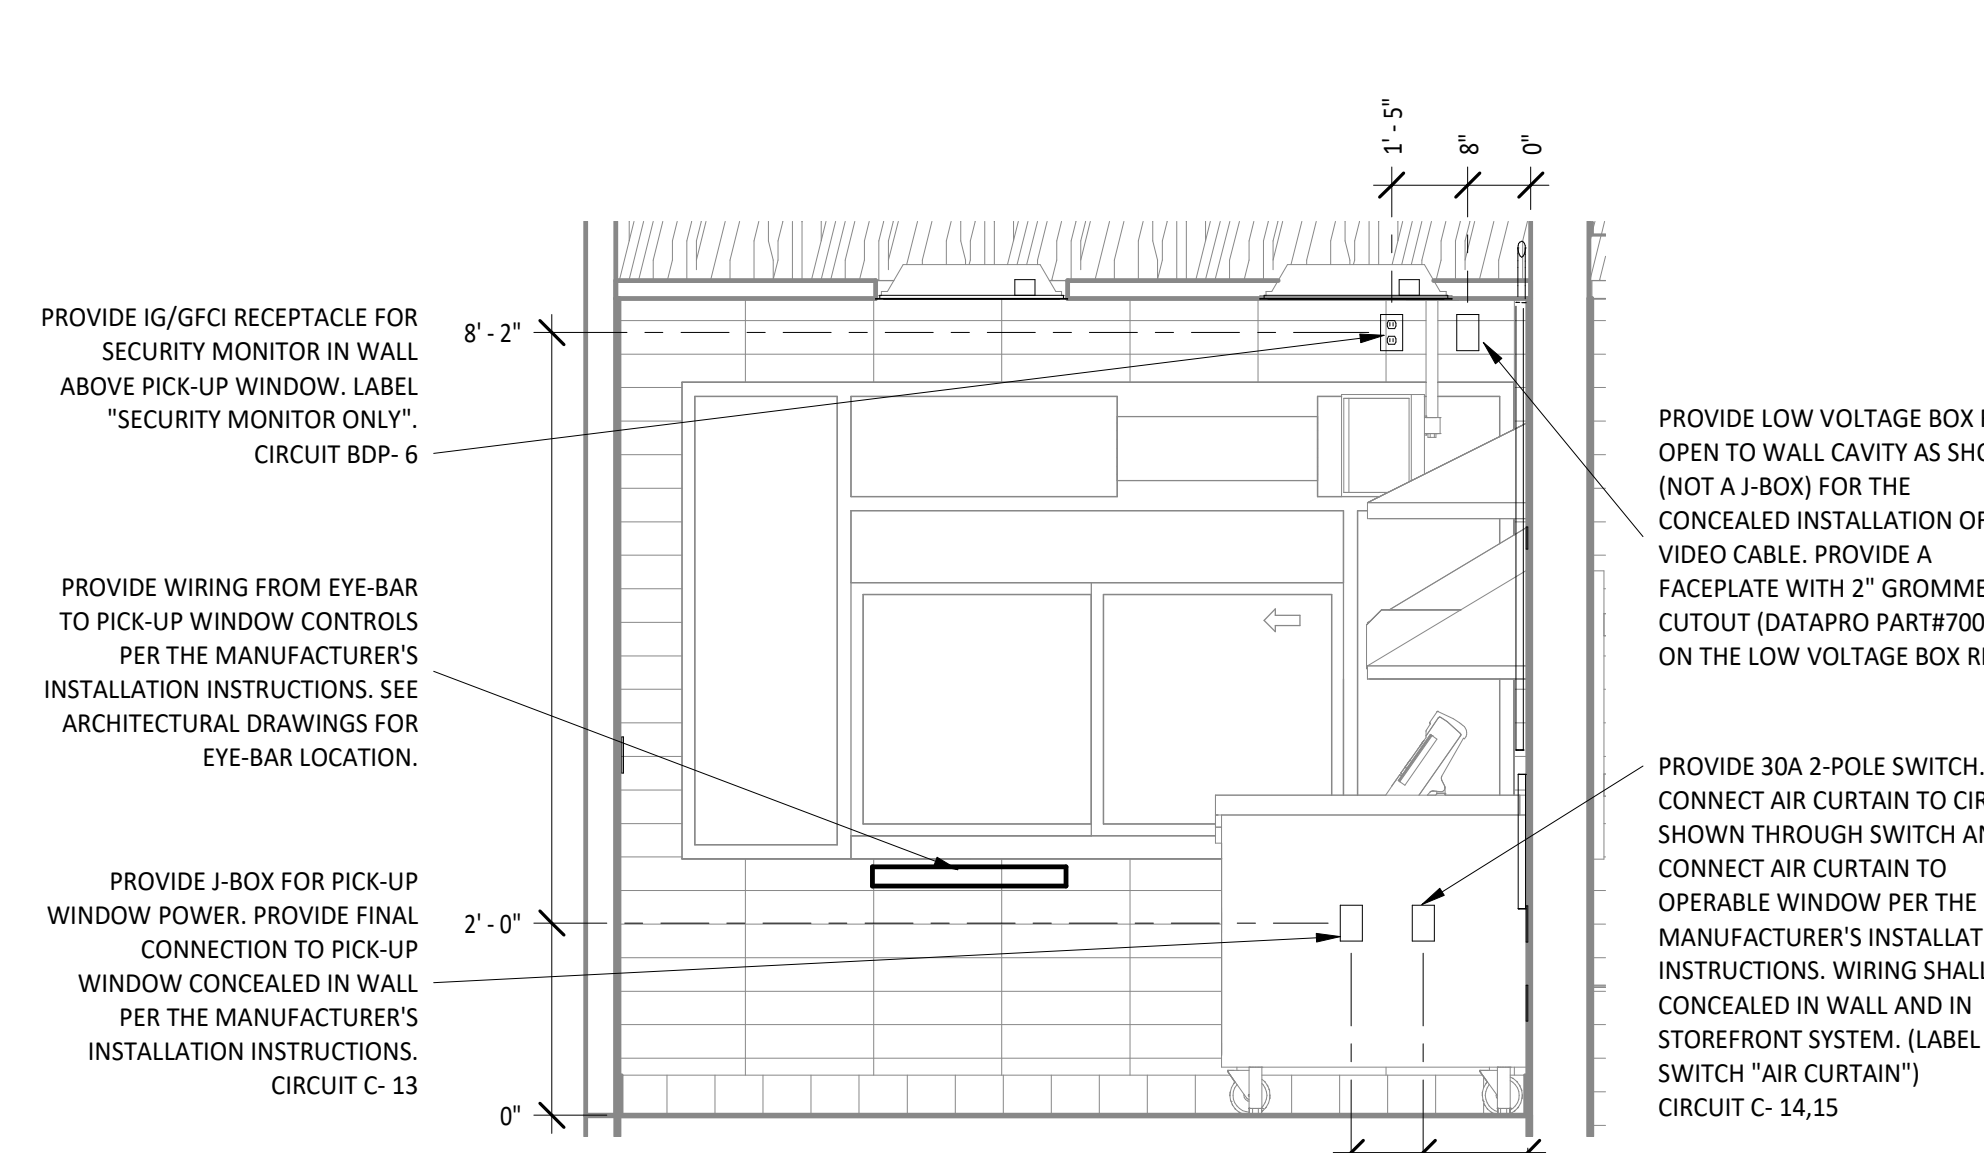 1' - 5"
8"
0"
PROVIDE IG/GFCI RECEPTACLE FOR
SECURITY MONITOR IN WALL
ABOVE PICK-UP WINDOW. LABEL
"SECURITY MONITOR ONLY".
CIRCUIT BDP- 6
8' - 2"
PROVIDE WIRING FROM EYE-BAR
TO PICK-UP WINDOW CONTROLS
PER THE MANUFACTURER'S
INSTALLATION INSTRUCTIONS. SEE
ARCHITECTURAL DRAWINGS FOR
EYE-BAR LOCATION.
PROVIDE J-BOX FOR PICK-UP
WINDOW POWER. PROVIDE FINAL
CONNECTION TO PICK-UP
WINDOW CONCEALED IN WALL
PER THE MANUFACTURER'S
INSTALLATION INSTRUCTIONS.
CIRCUIT C- 13
2' - 0"
0"
PROVIDE LOW VOLTAGE BOX
OPEN TO WALL CAVITY AS
(NOT A J-BOX) FOR THE
CONCEALED INSTALLATION
VIDEO CABLE. PROVIDE A
FACEPLATE WITH 2"
CUTOUT (DATAPRO
ON THE LOW VOLTAGE BOX
PROVIDE 30A 2-POLE SWITCH.
CONNECT AIR CURTAIN TO
SHOWN THROUGH SWITCH
CONNECT AIR CURTAIN TO
OPERABLE WINDOW PER THE
MANUFACTURER'S
INSTRUCTIONS. WIRING
CONCEALED IN WALL AND IN
STOREFRONT SYSTEM. (LABEL
SWITCH "AIR CURTAIN")
CIRCUIT C- 14,15